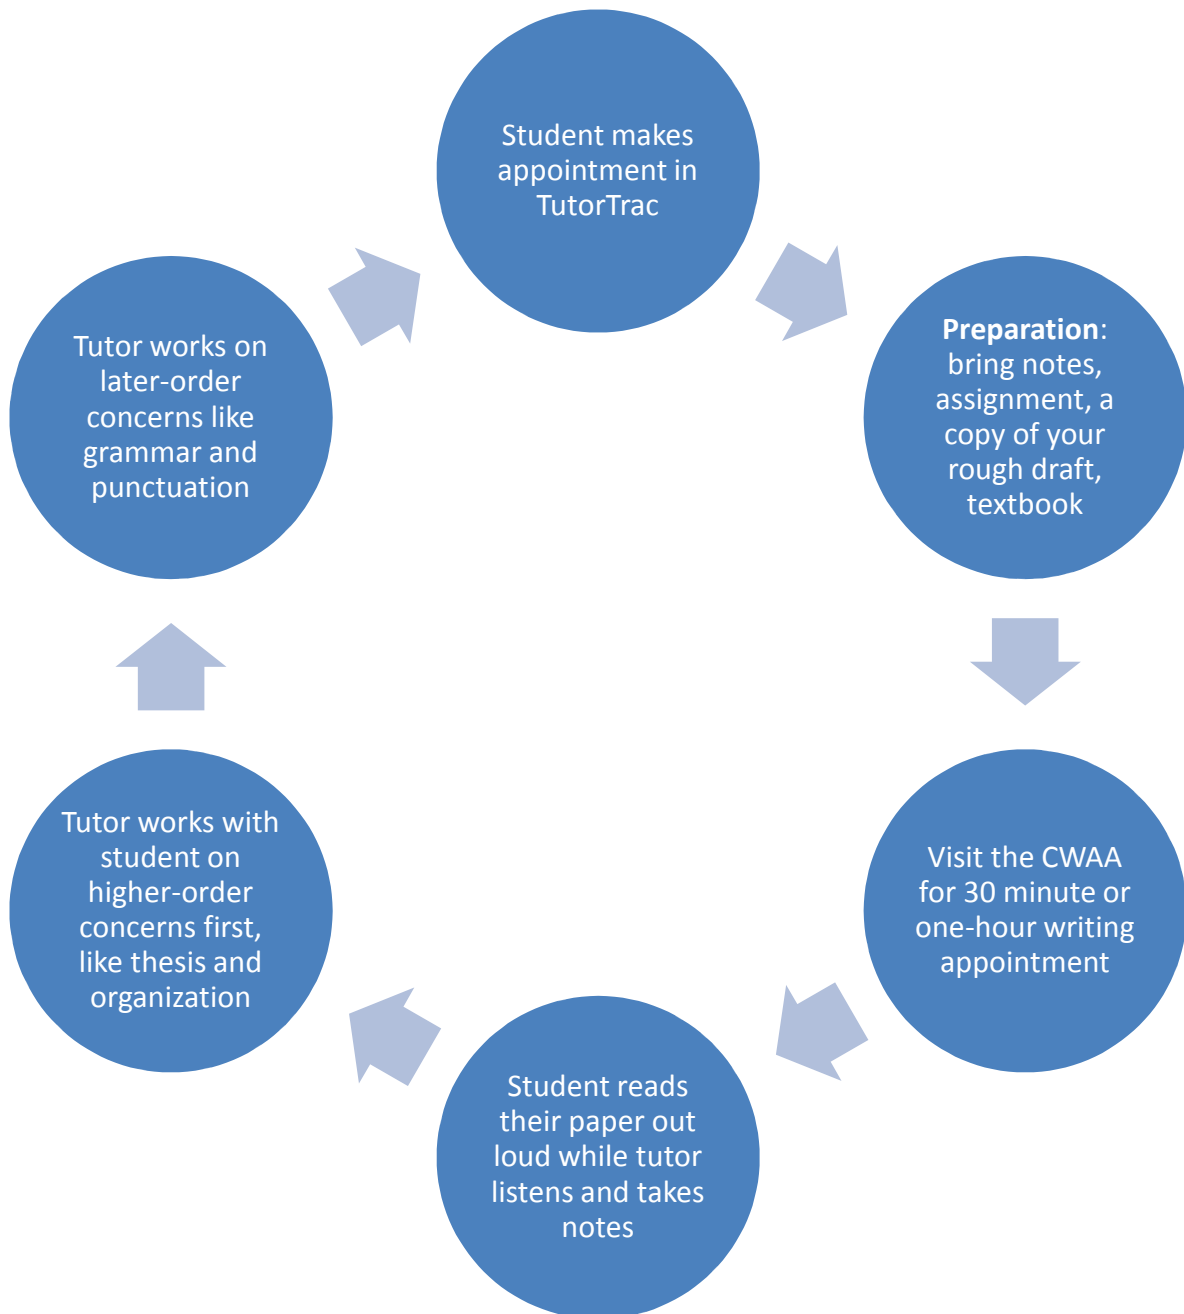 Student makes
appointment in
TutorTrac
Preparation:
bring notes,
assignment, a
copy of your
rough draft,
textbook
Visit the CWAA
for 30 minute or
one-hour writing
appointment
Student reads
their paper out
loud while tutor
listens and takes
notes
Tutor works with
student on
higher-order
concerns first,
like thesis and
organization
Tutor works on
later-order
concerns like
grammar and
punctuation